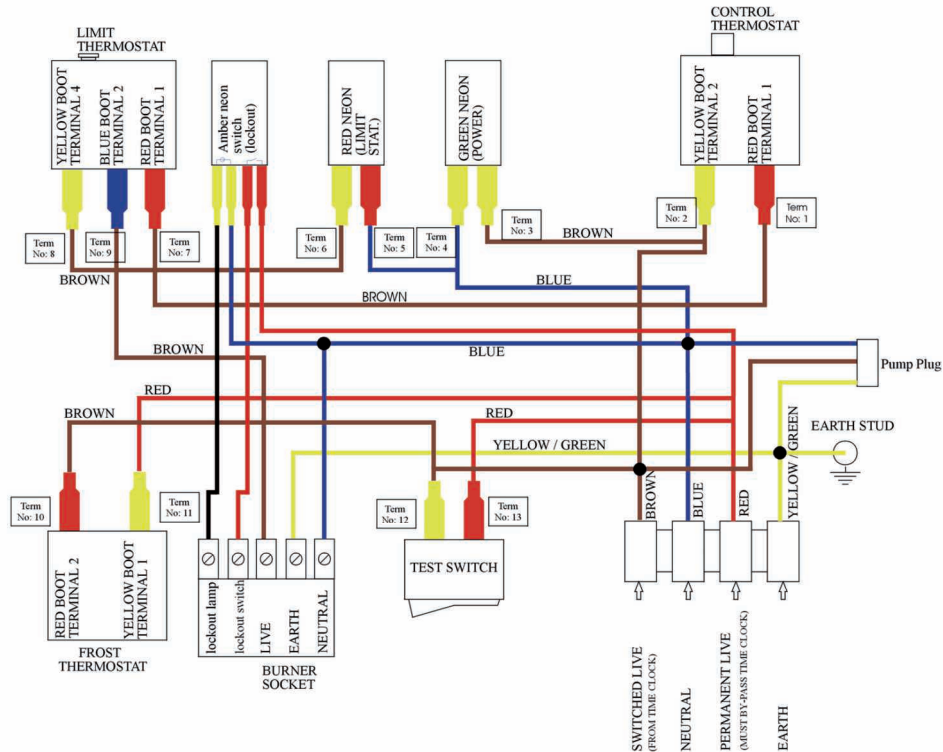 LIMIT
THERMOSTAT
CONTROL
THERMOSTAT
YELLOW BOOT
TERMINAL 4
BLUE BOOT
TERMINAL 2
RED BOOT
TERMINAL 1
Amber neon
switch
(lockout)
RED NEON
(LIMIT
STAT.)
GREEN NEON
(POWER)
YELLOW BOOT
TERMINAL 2
RED BOOT
TERMINAL 1
Term
No: 8
Term
No: 9
Term
No: 7
Term
No: 6
Term
No: 5
Term
No: 4
Term
No: 3
Term
No: 2
Term
No: 1
BROWN
BROWN
BLUE
BROWN
BROWN
BLUE
Pump Plug
RED
BROWN
RED
YELLOW / GREEN
EARTH STUD
YELLOW / GREEN
BROWN
BLUE
RED
Term
No: 10
Term
No: 11
Term
No: 12
Term
No: 13
RED BOOT
TERMINAL 2
YELLOW BOOT
TERMINAL 1
FROST
THERMOSTAT
lockout lamp
lockout switch
LIVE
EARTH
NEUTRAL
BURNER
SOCKET
TEST SWITCH
SWITCHED LIVE
(FROM TIME CLOCK)
NEUTRAL
PERMANENT LIVE
(MUST BY-PASS TIME CLOCK)
EARTH